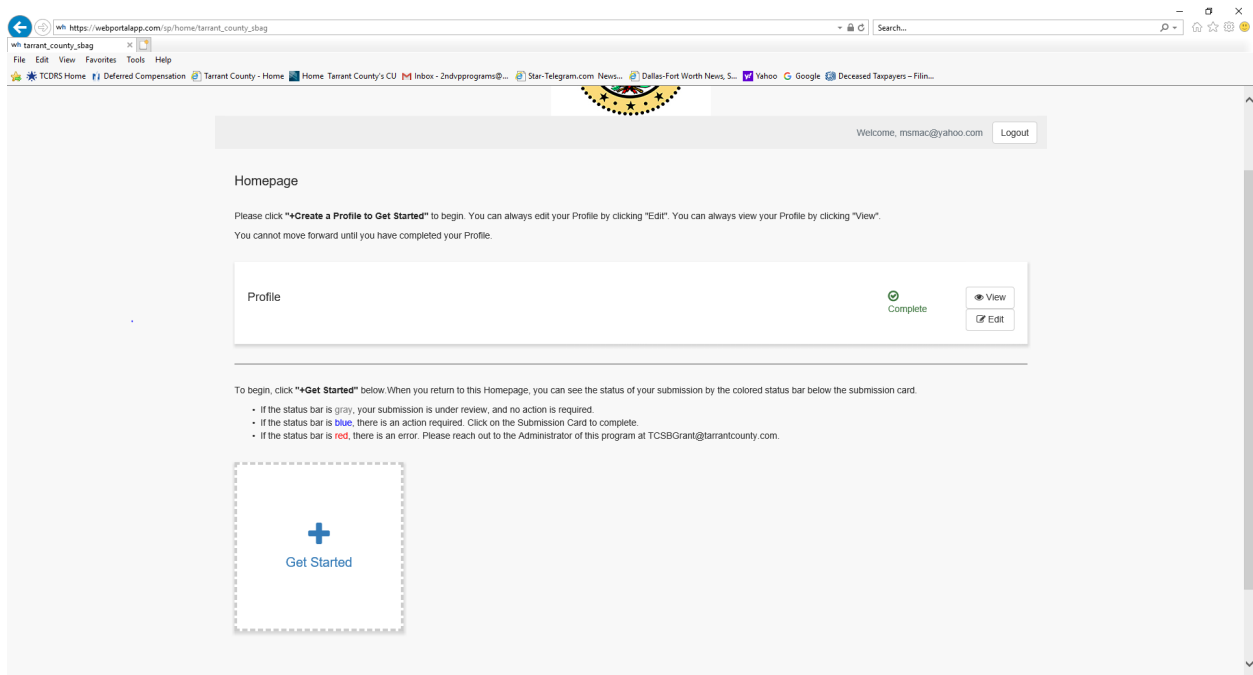 wh https://webportalapp.com/sp/home/tarrant_county_sbag
Search...
wh tarrant_county_sbag
File Edit View Favorites Tools Help
TCDRS Home Deferred Compensation Tarrant County - Home Home Tarrant County's CU Inbox - 2ndvpprograms@... Star-Telegram.com News... Dallas-Fort Worth News, S... Yahoo Google Deceased Taxpayers – Filin...
Welcome, msmac@yahoo.com Logout
Homepage
Please click "+Create a Profile to Get Started" to begin. You can always edit your Profile by clicking "Edit". You can always view your Profile by clicking "View".
You cannot move forward until you have completed your Profile.
Profile
Complete
View
Edit
To begin, click "+Get Started" below.When you return to this Homepage, you can see the status of your submission by the colored status bar below the submission card.
• If the status bar is gray, your submission is under review, and no action is required.
• If the status bar is blue, there is an action required. Click on the Submission Card to complete.
• If the status bar is red, there is an error. Please reach out to the Administrator of this program at TCSBGrant@tarrantcounty.com.
Get Started